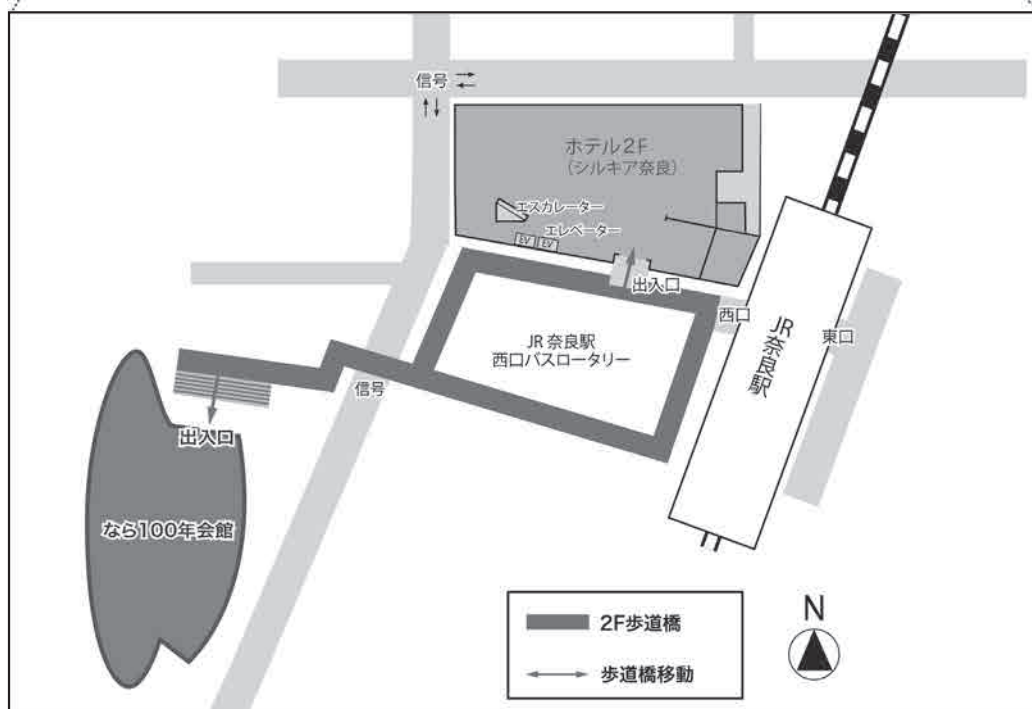 信号
ホテル2F
(シルキア奈良)
エスカレーター
エレベーター
EV EV
出入口
西口
JR奈良駅
東口
JR 奈良駅
西口バスロータリー
信号
出入口
なら100年会館
2F歩道橋
歩道橋移動
N